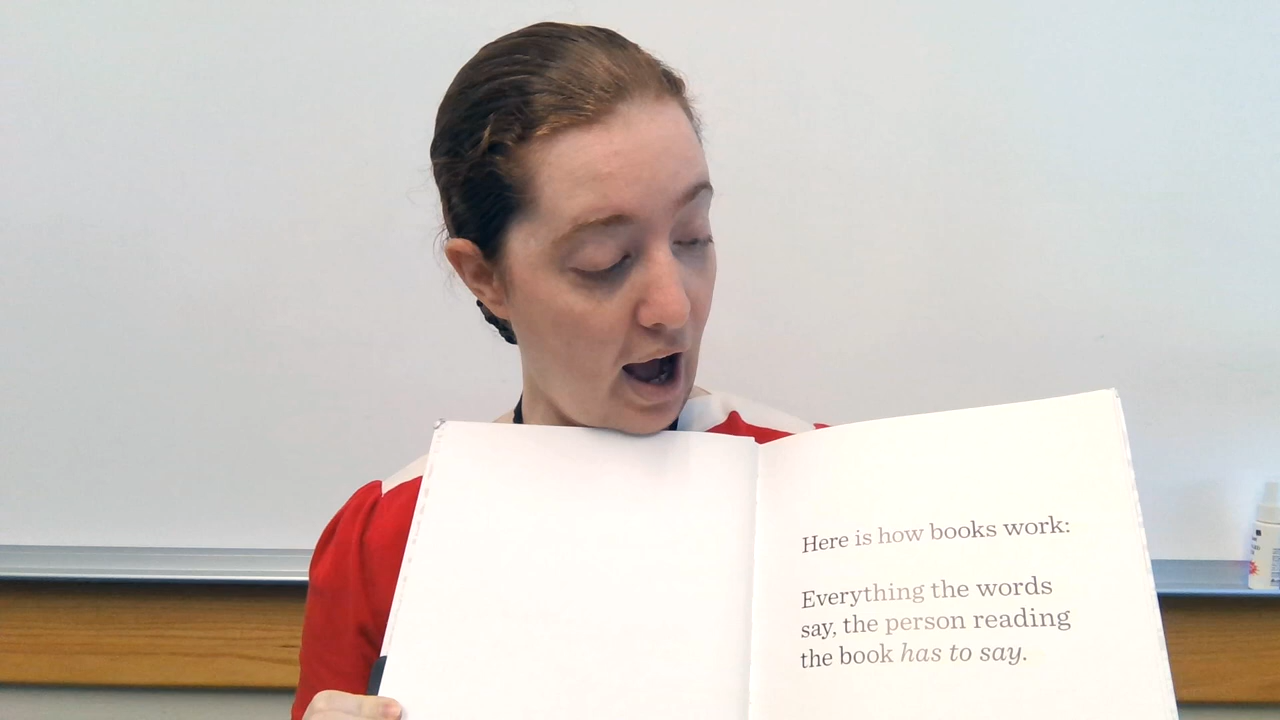 Here is how books work:
Everything the words
say, the person reading
the book has to say.